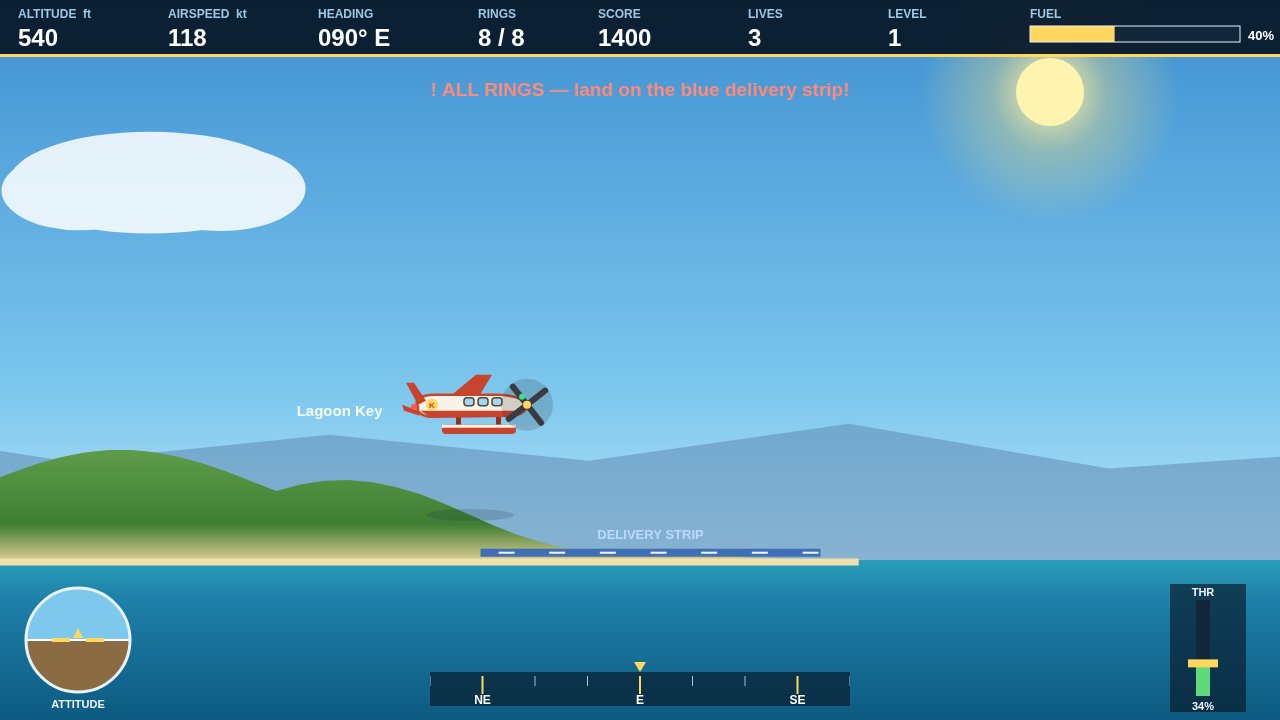 ALTITUDE ft AIRSPEED kt HEADING RINGS SCORE LIVES LEVEL FUEL
540 118 090° E 8 / 8 1400 3 1 40%
! ALL RINGS — land on the blue delivery strip!
Lagoon Key
K
DELIVERY STRIP
THR
NE E SE
ATTITUDE
34%